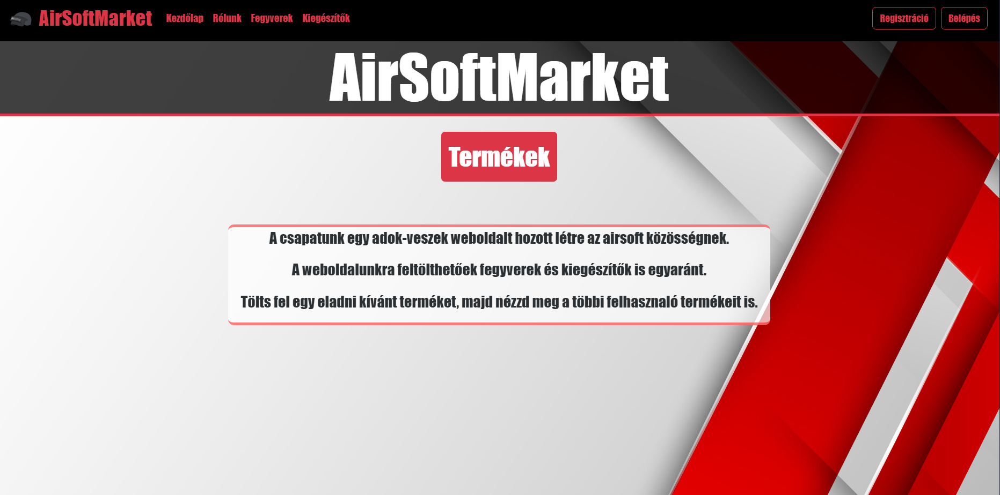 AirSoftMarket Kezdőlap Rólunk Fegyverek Kiegészítők Regisztráció Belépés
AirSoftMarket
Termékek
A csapatunk egy adok-veszek weboldalt hozott létre az airsoft közösségnek.
A weboldalunkra feltölthetőek fegyverek és kiegészítők is egyaránt.
Tölts fel egy eladni kívánt terméket, majd nézzd meg a többi felhasznaló termékeit is.